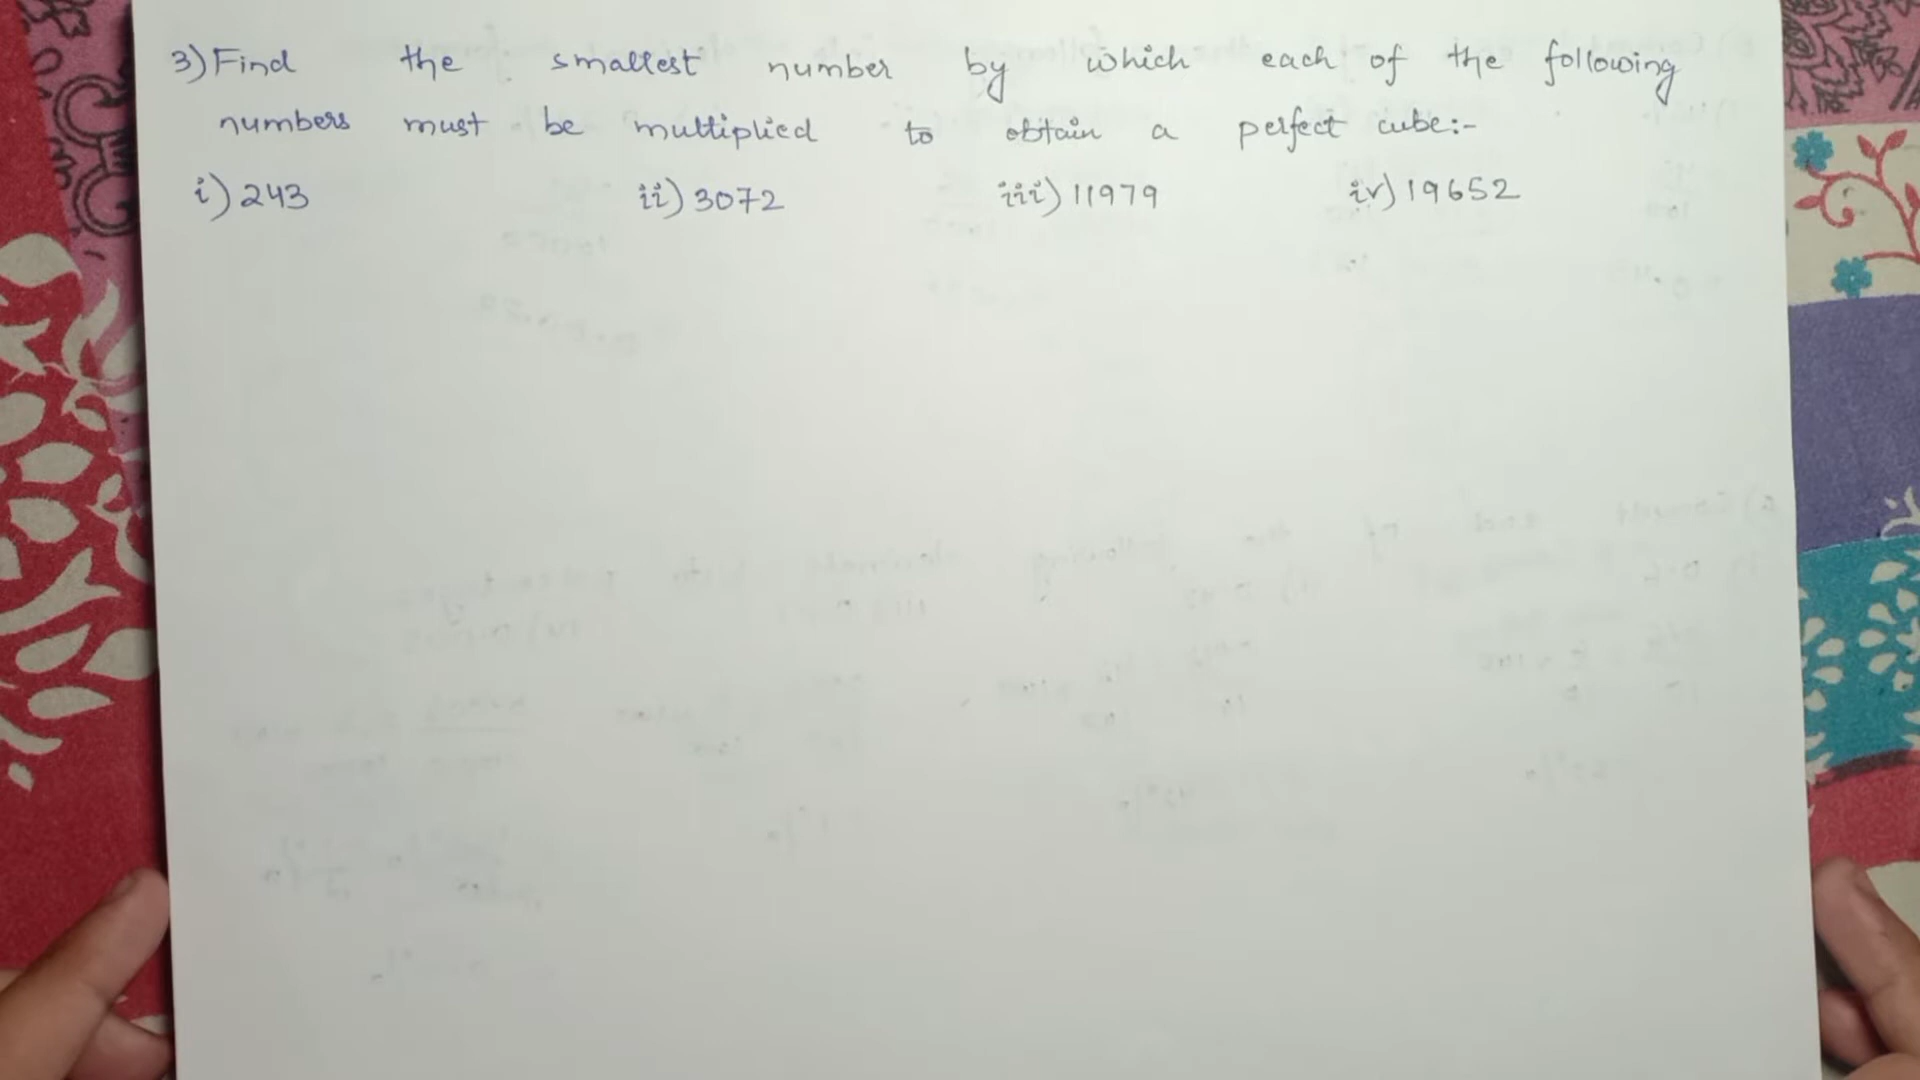 3) Find the smallest number by which each of the following
numbers must be multiplied to obtain a perfect cube:-
i) 243 ii) 3072 iii) 11979 iv) 19652